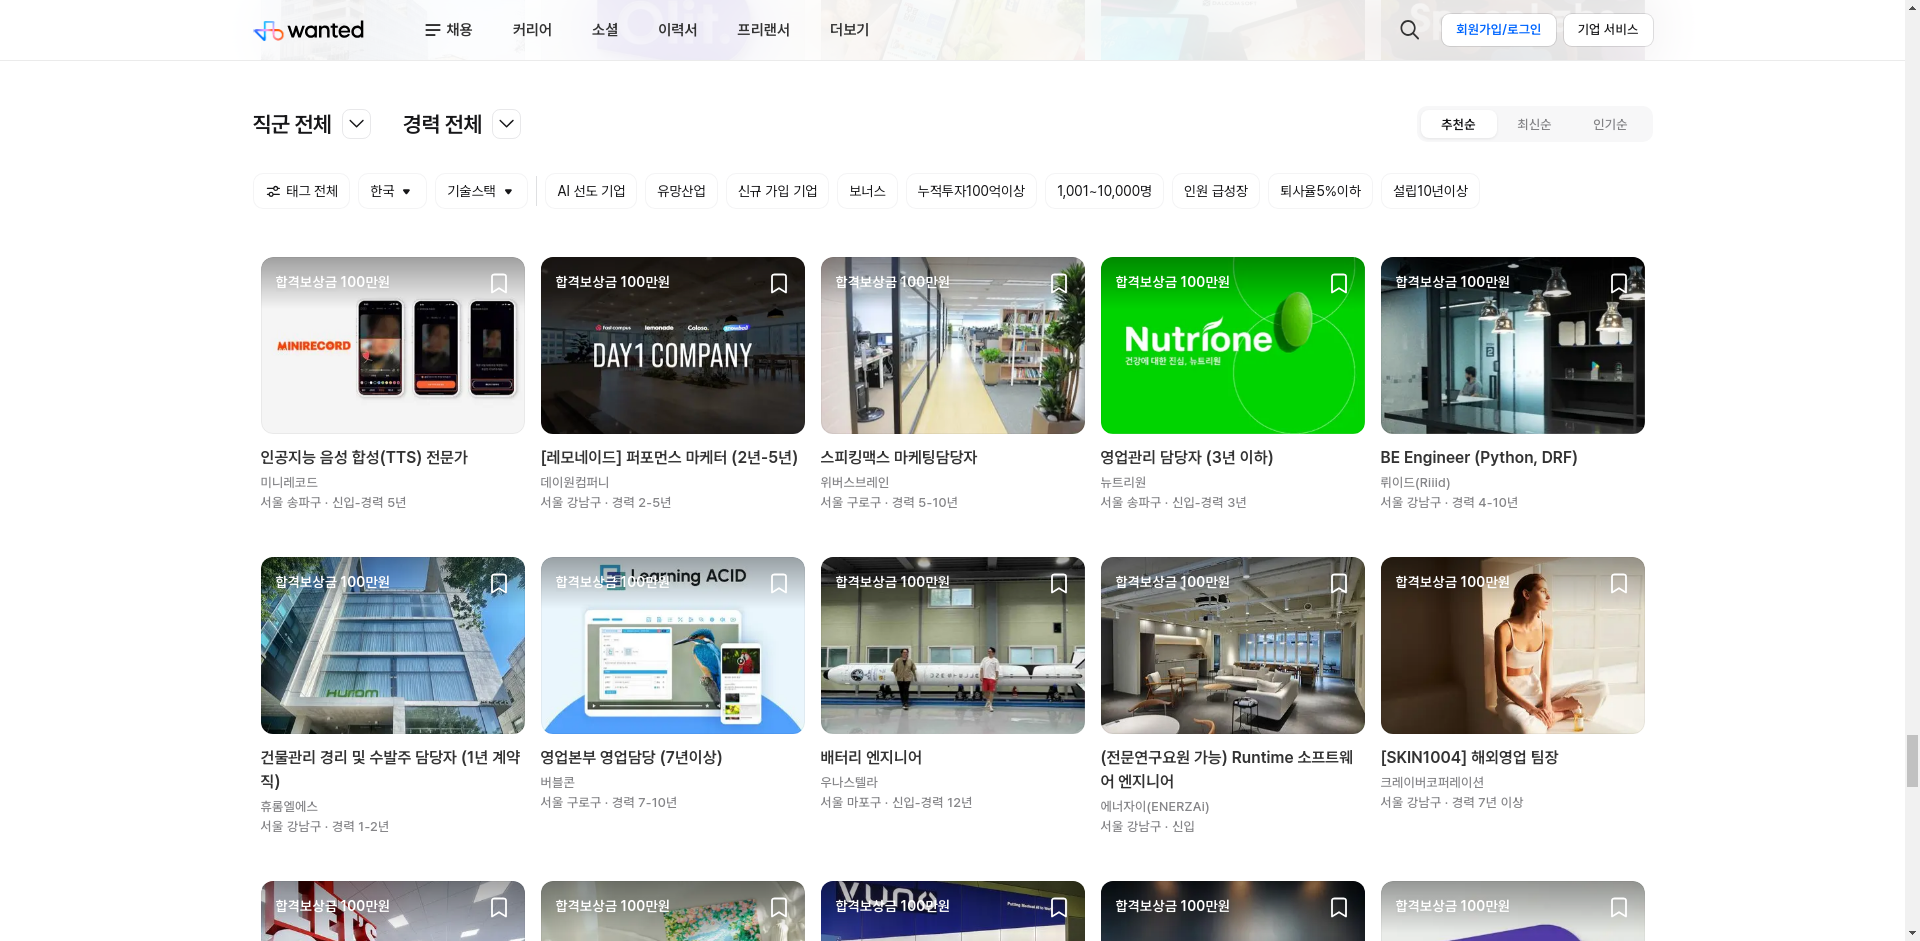 wanted
채용
커리어
소셜
이력서
프리랜서
더보기
회원가입/로그인
기업 서비스
직군 전체
경력 전체
추천순
최신순
인기순
태그 전체
한국
기술스택
AI 선도 기업
유망산업
신규 가입 기업
보너스
누적투자100억이상
1,001~10,000명
인원 급성장
퇴사율5%이하
설립10년이상
합격보상금 100만원
MINIRECORD
인공지능 음성 합성(TTS) 전문가
미니레코드
서울 송파구 · 신입-경력 5년
합격보상금 100만원
fastcampus
lemonade
Coloso.
snowball
DAY1 COMPANY
[레모네이드] 퍼포먼스 마케터 (2년-5년)
데이원컴퍼니
서울 강남구 · 경력 2-5년
합격보상금 100만원
스피킹맥스 마케팅담당자
위버스브레인
서울 구로구 · 경력 5-10년
합격보상금 100만원
Nutrione
건강에 대한 진심, 뉴트리원
영업관리 담당자 (3년 이하)
뉴트리원
서울 송파구 · 신입-경력 3년
합격보상금 100만원
BE Engineer (Python, DRF)
뤼이드(Riiid)
서울 강남구 · 경력 4-10년
합격보상금 100만원
Hurom
건물관리 경리 및 수발주 담당자 (1년 계약
직)
휴롬엘에스
서울 강남구 · 경력 1-2년
합격보상금 100만원
Learning ACID
영업본부 영업담당 (7년이상)
버블콘
서울 구로구 · 경력 7-10년
합격보상금 100만원
배터리 엔지니어
우나스텔라
서울 마포구 · 신입-경력 12년
합격보상금 100만원
(전문연구요원 가능) Runtime 소프트웨
어 엔지니어
에너자이(ENERZAi)
서울 강남구 · 신입
합격보상금 100만원
[SKIN1004] 해외영업 팀장
크레이버코퍼레이션
서울 강남구 · 경력 7년 이상
합격보상금 100만원
합격보상금 100만원
합격보상금 100만원
VUNO
합격보상금 100만원
합격보상금 100만원